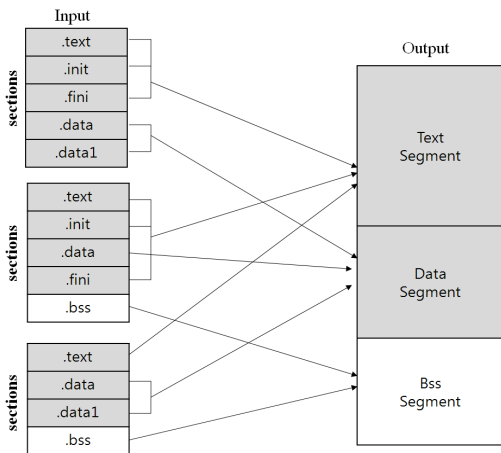 Input
sections
.text
.init
.fini
.data
.data1
sections
.text
.init
.data
.fini
.bss
sections
.text
.data
.data1
.bss
Output
Text
Segment
Data
Segment
Bss
Segment